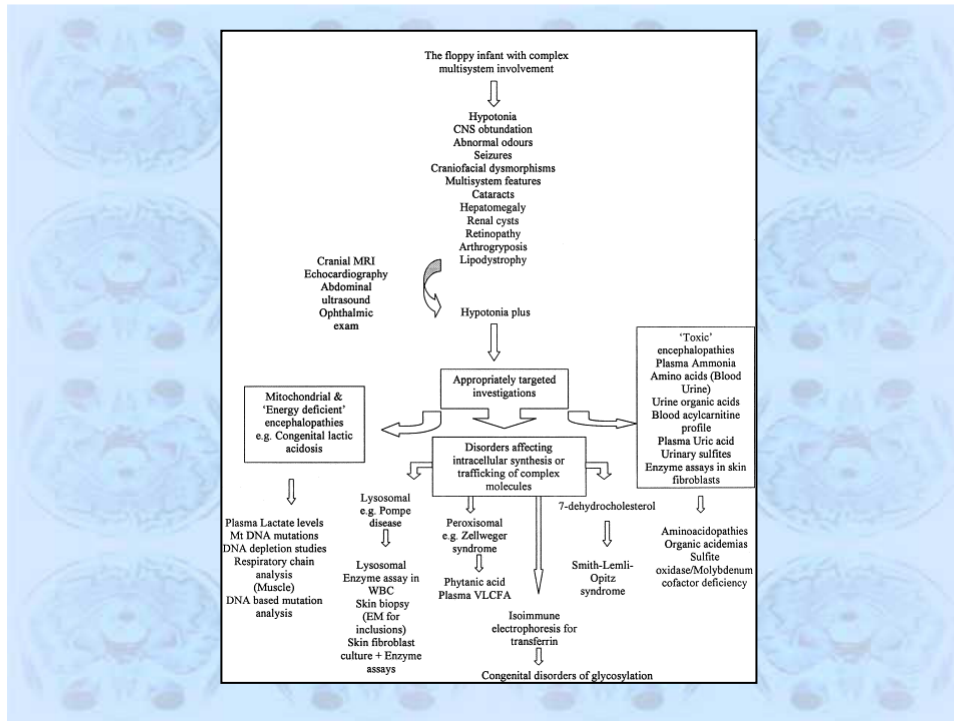 The floppy infant with complex
multisystem involvement
Hypotonia
CNS obtundation
Abnormal odours
Seizures
Craniofacial dysmorphisms
Multisystem features
Cataracts
Hepatomegaly
Renal cysts
Retinopathy
Arthrogryposis
Lipodystrophy
Cranial MRI
Echocardiography
Abdominal
ultrasound
Ophthalmic
exam
Hypotonia plus
Appropriately targeted
investigations
Mitochondrial &
'Energy deficient'
encephalopathies
e.g. Congenital lactic
acidosis
Plasma Lactate levels
Mt DNA mutations
DNA depletion studies
Respiratory chain
analysis
(Muscle)
DNA based mutation
analysis
Disorders affecting
intracellular synthesis or
trafficking of complex
molecules
Lysosomal
e.g. Pompe
disease
Lysosomal
Enzyme assay in
WBC
Skin biopsy
(EM for
inclusions)
Skin fibroblast
culture + Enzyme
assays
Peroxisomal
e.g. Zellweger
syndrome
Phytanic acid
Plasma VLCFA
Isoimmune
electrophoresis for
transferrin
Congenital disorders of glycosylation
7-dehydrocholesterol
Smith-Lemli-
Opitz
syndrome
'Toxic'
encephalopathies
Plasma Ammonia
Amino acids (Blood
Urine)
Urine organic acids
Blood acylcarnitine
profile
Plasma Uric acid
Urinary sulfites
Enzyme assays in skin
fibroblasts
Aminoacidopathies
Organic acidemias
Sulfite
oxidase/Molybdenum
cofactor deficiency